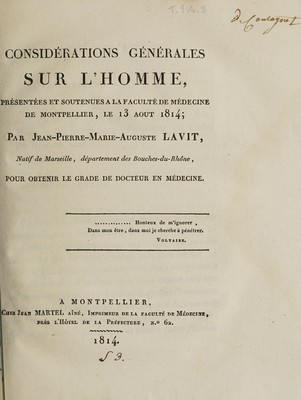 CONSIDÉRATIONS GÉNÉRALES
SUR L'HOMME,
PRÉSENTÉES ET SOUTENUES A LA FACULTÉ DE MÉDECINE
DE MONTPELLIER, LE 13 AOUT 1814;
PAR JEAN-PIERRE-MARIE-AUGUSTE LAVIT,
Natif de Marseille, département des Bouches-du-Rhône,
POUR OBTENIR LE GRADE DE DOCTEUR EN MÉDECINE.
.............. Honteux de m'ignorer,
Dans mon être, dans moi je cherche à pénétrer.
VOLTAIRE.
A MONTPELLIER,
CHEZ JEAN MARTEL AÎNÉ, IMPRIMEUR DE LA FACULTÉ DE MÉDECINE,
PRÈS L'HÔTEL DE LA PRÉFECTURE, N.º 62.
1814.